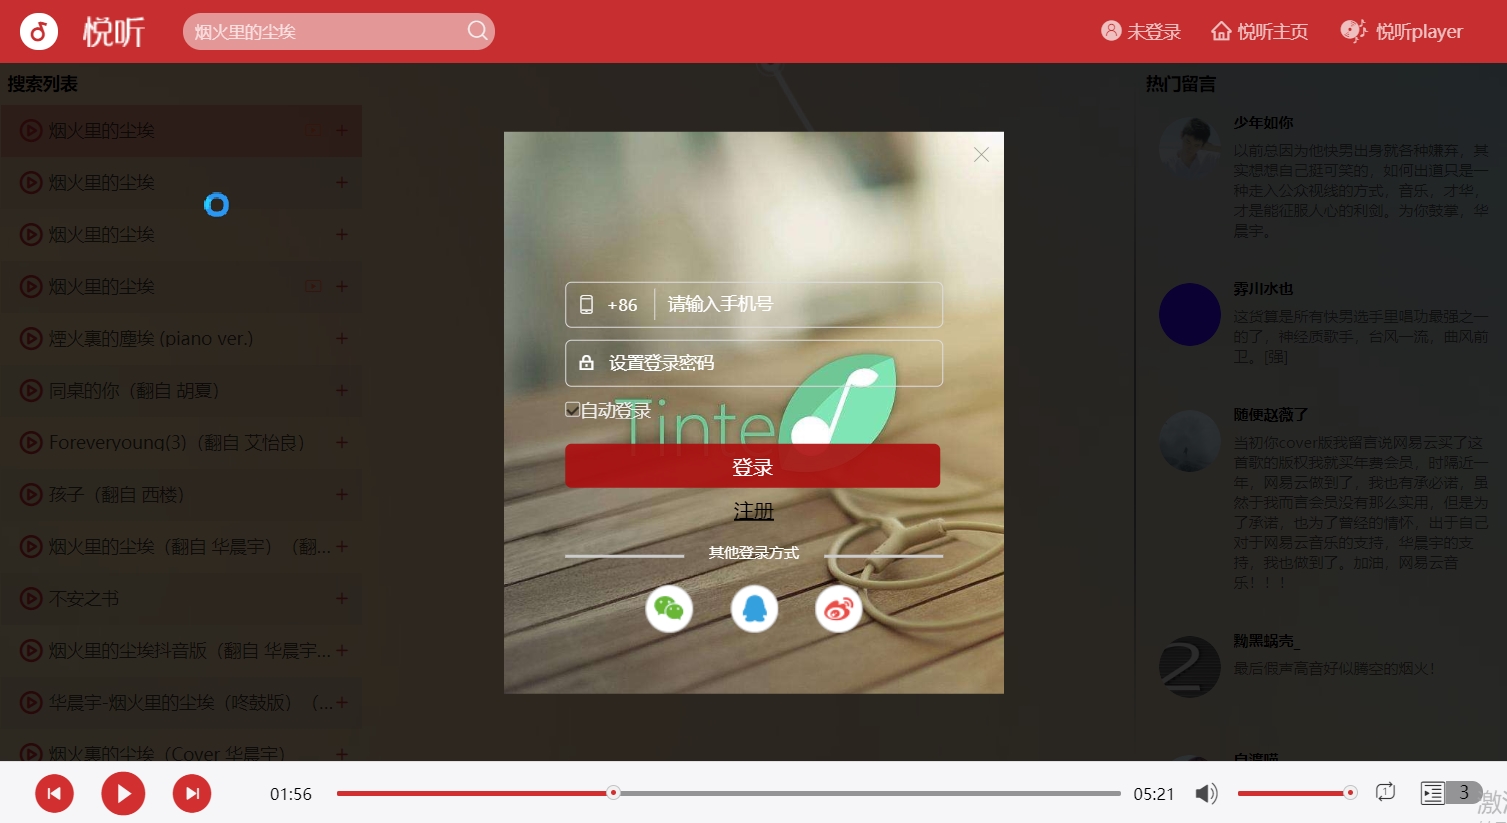 悦听
烟火里的尘埃
未登录
悦听主页
悦听player
搜索列表
烟火里的尘埃
烟火里的尘埃
烟火里的尘埃
烟火里的尘埃
煙火裏的塵埃 (piano ver.)
同桌的你（翻自 胡夏）
Foreveryoung(3)（翻自 艾怡良）
孩子（翻自 西楼）
烟火里的尘埃（翻自 华晨宇）（翻...
不安之书
烟火里的尘埃抖音版（翻自 华晨宇...
华晨宇-烟火里的尘埃（咚鼓版）（...
烟火裏的尘埃（Cover 华晨宇）
+86
请输入手机号
设置登录密码
自动登录
Tinte
登录
注册
其他登录方式
热门留言
少年如你
以前总因为他快男出身就各种嫌弃，其
实想想自己挺可笑的，如何出道只是一
种走入公众视线的方式，音乐，才华，
才是能征服人心的利剑。为你鼓掌，华
晨宇。
雾川水也
这货算是所有快男选手里唱功最强之一
的了，神经质歌手，台风一流，曲风前
卫。[强]
随便赵薇了
当初你cover版我留言说网易云买了这
首歌的版权我就买年费会员，时隔近一
年，网易云做到了，我也有承必诺，虽
然于我而言会员没有那么实用，但是为
了承诺，也为了曾经的情怀，出于自己
对于网易云音乐的支持，华晨宇的支
持，我也做到了。加油，网易云音
乐！！！
黝黑蜗壳_
最后假声高音好似腾空的烟火！
自渡喵
01:56
05:21
1
3
激活